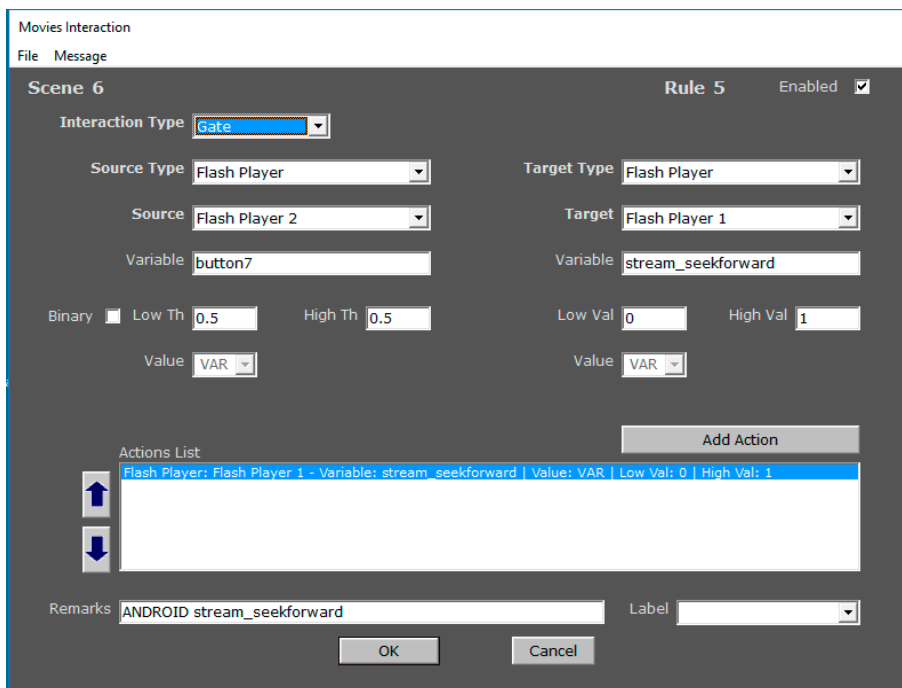 Movies Interaction
File Message
Scene 6 Rule 5 Enabled
Interaction Type Gate
Source Type Flash Player Target Type Flash Player
Source Flash Player 2 Target Flash Player 1
Variable button7 Variable stream_seekforward
Binary Low Th 0.5 High Th 0.5 Low Val 0 High Val 1
Value VAR Value VAR
Add Action
Actions List
Flash Player: Flash Player 1 - Variable: stream_seekforward | Value: VAR | Low Val: 0 | High Val: 1
Remarks ANDROID stream_seekforward Label
OK Cancel